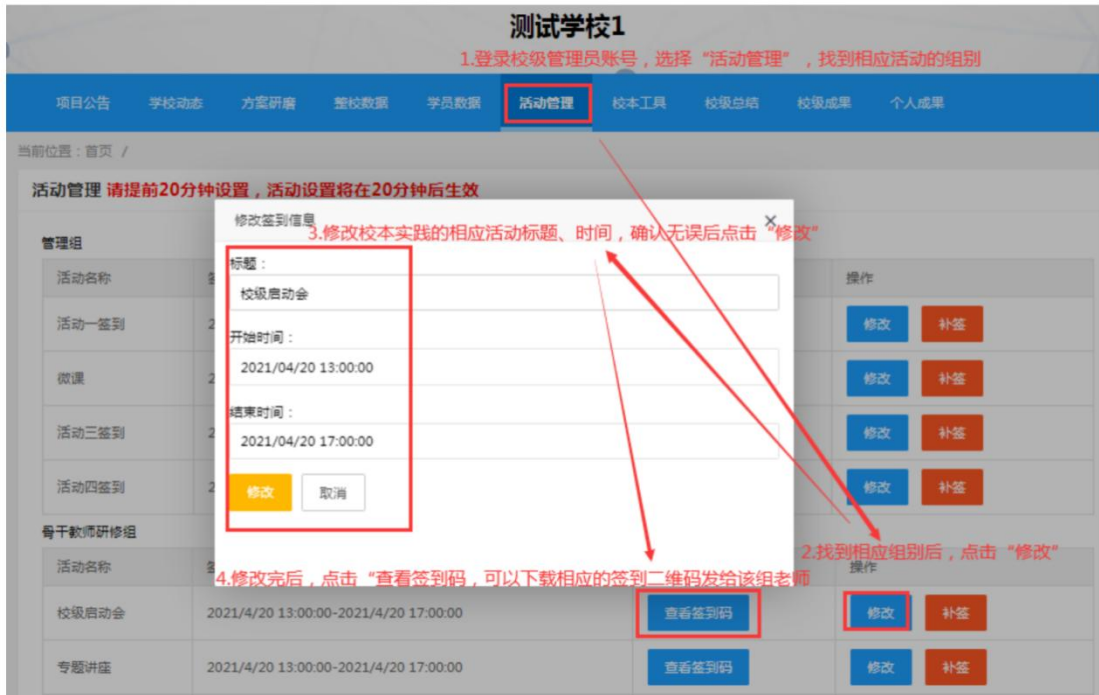 测试学校1
1.登录校级管理员账号，选择“活动管理”，找到相应活动的组别
项目公告 学校动态 方案研磨 整校数据 学员数据 活动管理 校本工具 校级总结 校级成果 个人成果
当前位置：首页 /
活动管理 请提前20分钟设置，活动设置将在20分钟后生效
修改签到信息 ×
3.修改校本实践的相应活动标题、时间，确认无误后点击“修改”
管理组
标题：
活动名称 操作
校级启动会
活动一签到 2 修改 补签
开始时间：
2021/04/20 13:00:00
微课 2 修改 补签
结束时间：
活动三签到 2 修改 补签
2021/04/20 17:00:00
活动四签到 2 修改 补签
修改 取消
骨干教师研修组
2.找到相应组别后，点击“修改”
活动名称 操作
4.修改完后，点击“查看签到码，可以下载相应的签到二维码发给该组老师
校级启动会 2021/4/20 13:00:00-2021/4/20 17:00:00 查看签到码 修改 补签
专题讲座 2021/4/20 13:00:00-2021/4/20 17:00:00 查看签到码 修改 补签